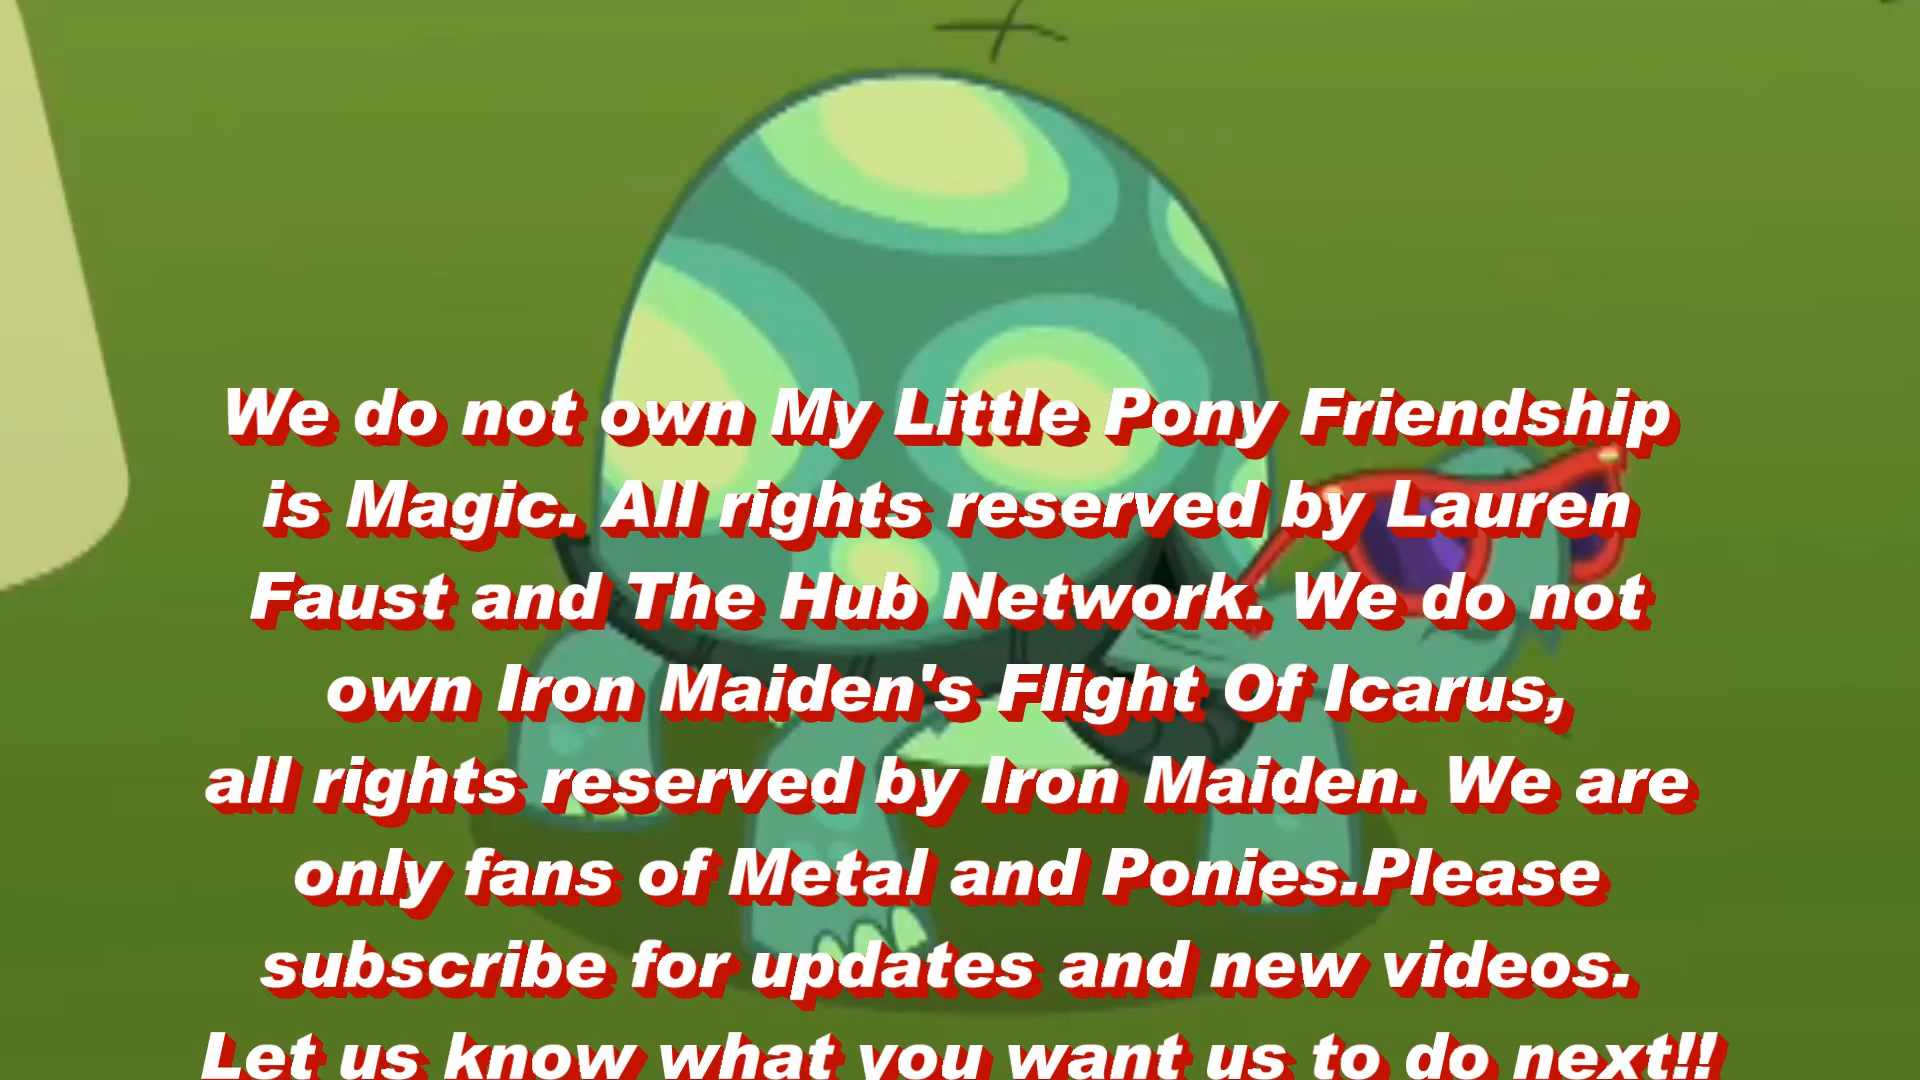 We do not own My Little Pony Friendship
is Magic. All rights reserved by Lauren
Faust and The Hub Network. We do not
own Iron Maiden's Flight Of Icarus,
all rights reserved by Iron Maiden. We are
only fans of Metal and Ponies.Please
subscribe for updates and new videos.
Let us know what you want us to do next!!